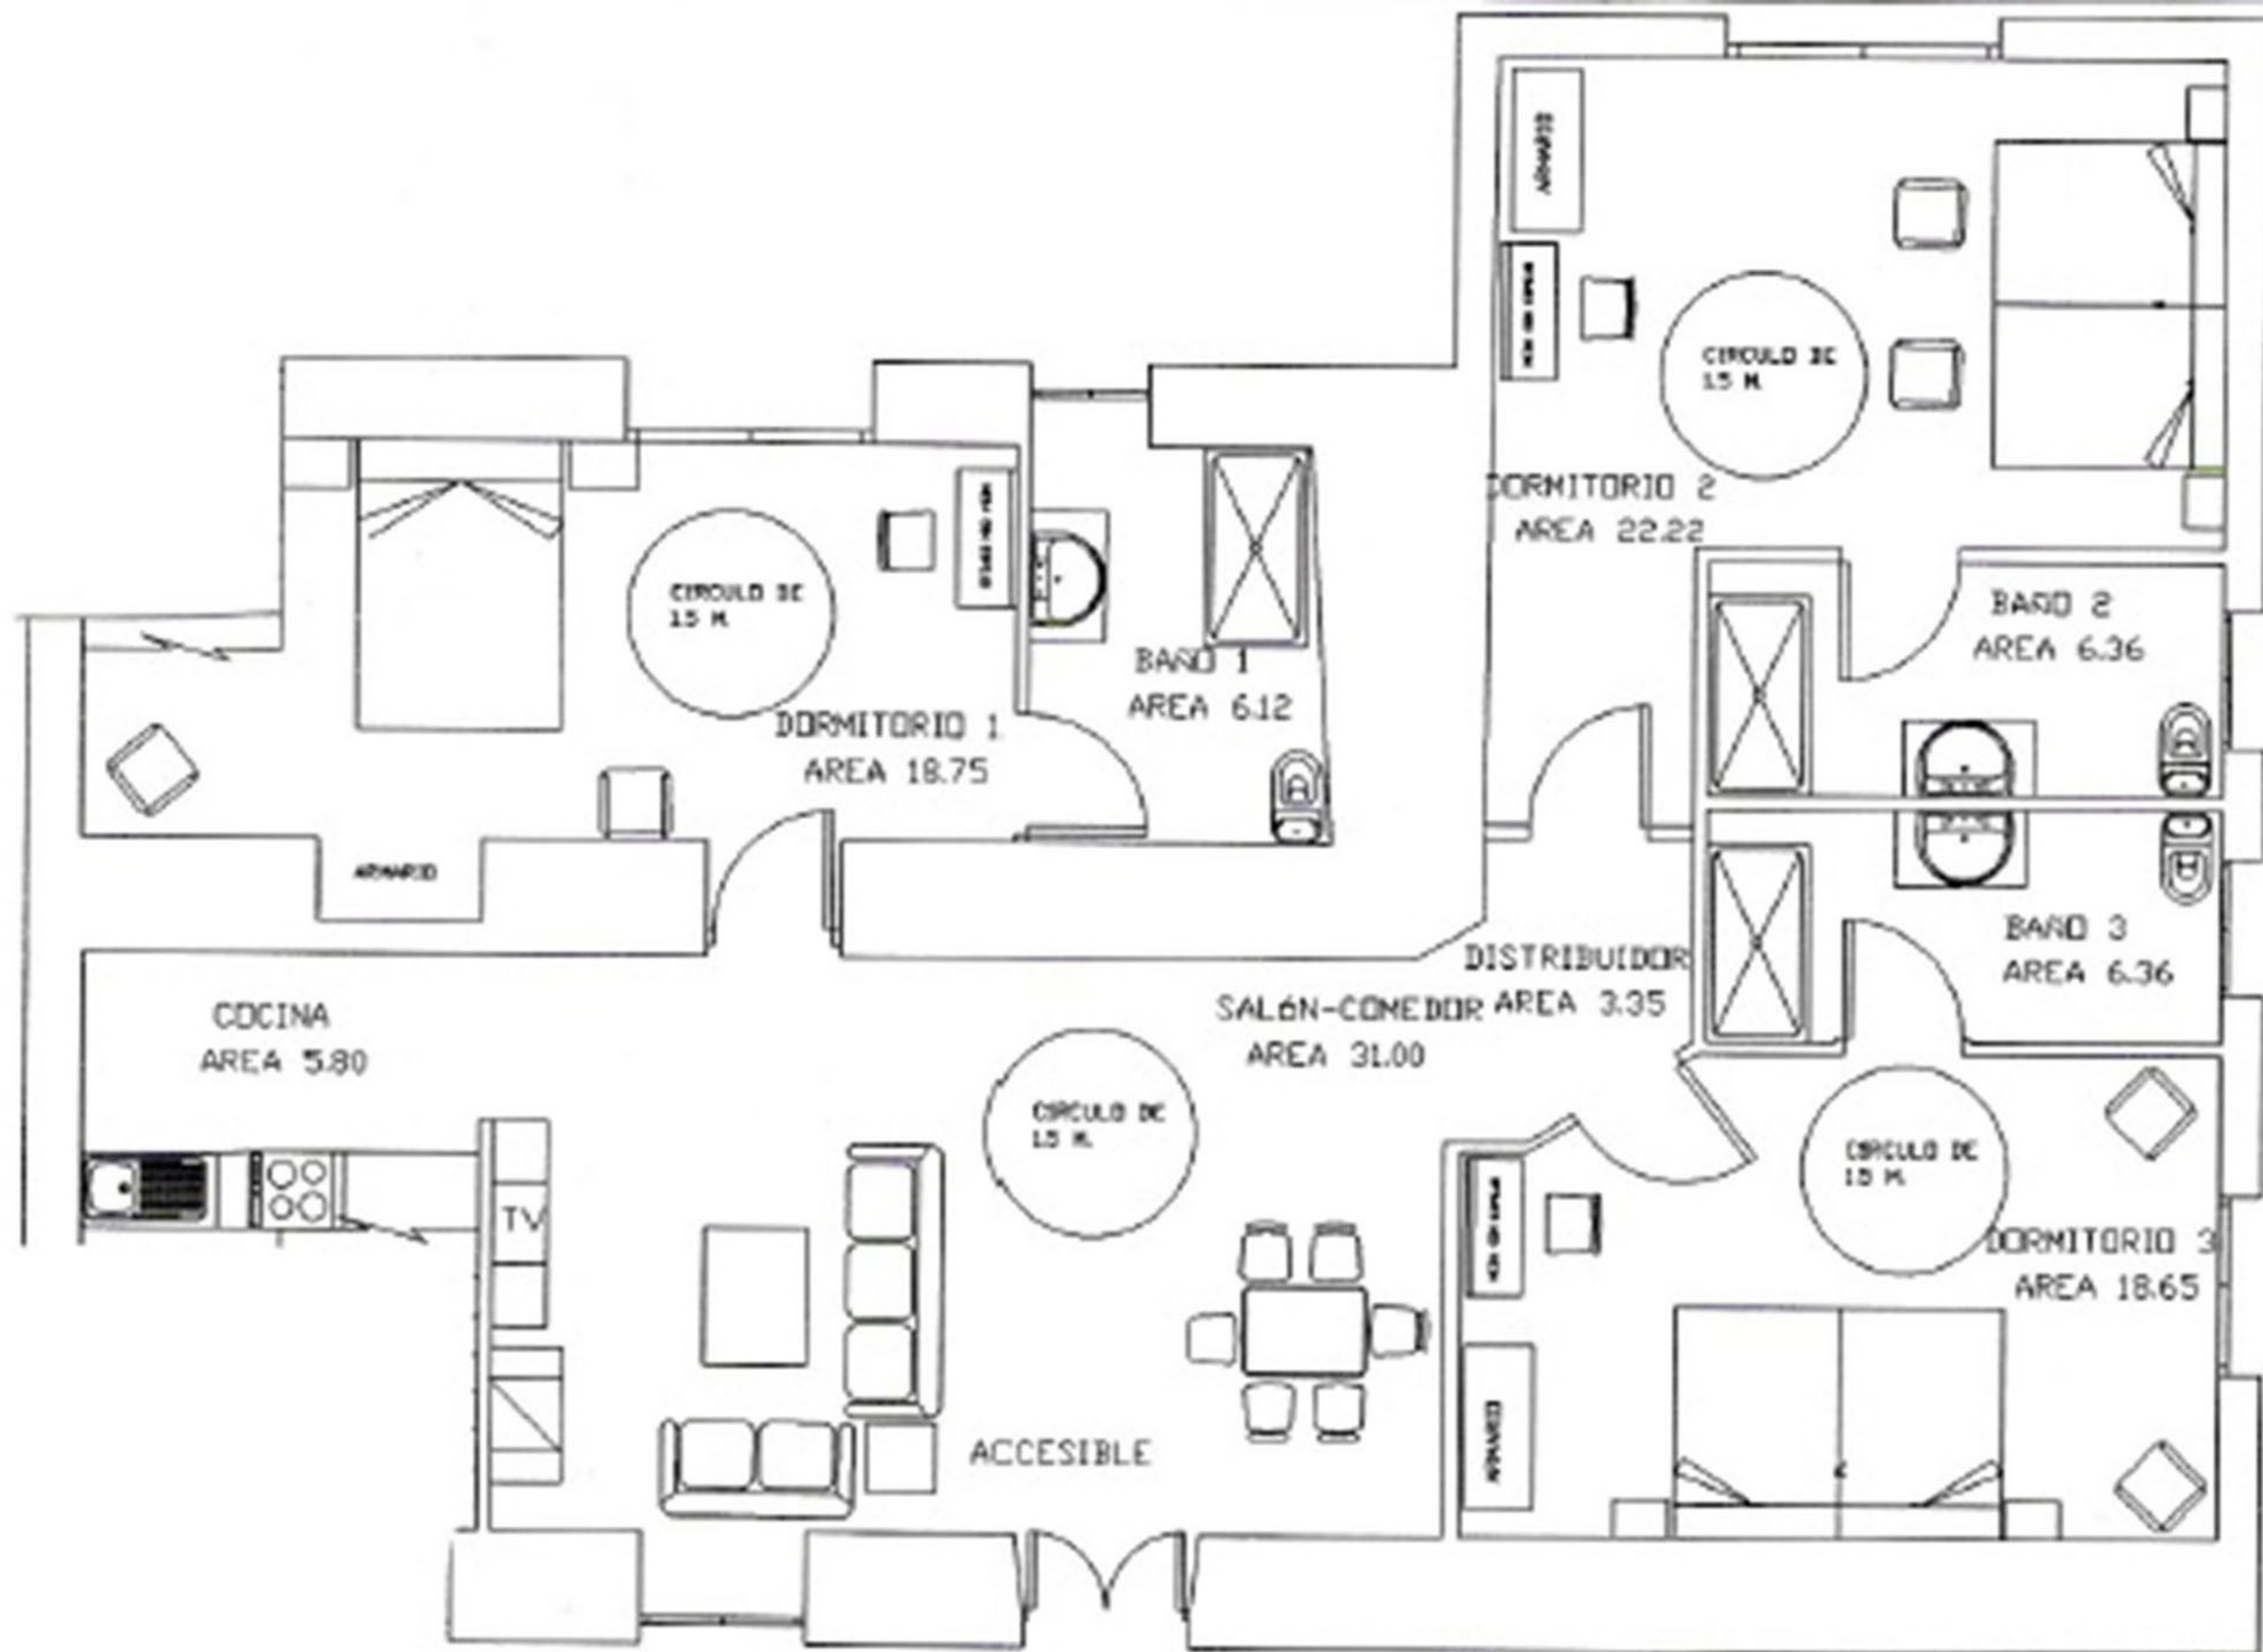 ARMARIO
CIRCULO DE
1.5 M.
DORMITORIO 2
AREA 22.22
CIRCULO DE
1.5 M.
BAÑO 2
AREA 6.36
BAÑO 1
AREA 6.12
DORMITORIO 1
AREA 18.75
ARMARIO
BAÑO 3
AREA 6.36
DISTRIBUIDOR
AREA 3.35
COCINA
AREA 5.80
SALóN-COMEDOR
AREA 31.00
CIRCULO DE
1.5 M.
CIRCULO DE
1.5 M.
TV
DORMITORIO 3
AREA 18.65
ARMARIO
ACCESIBLE